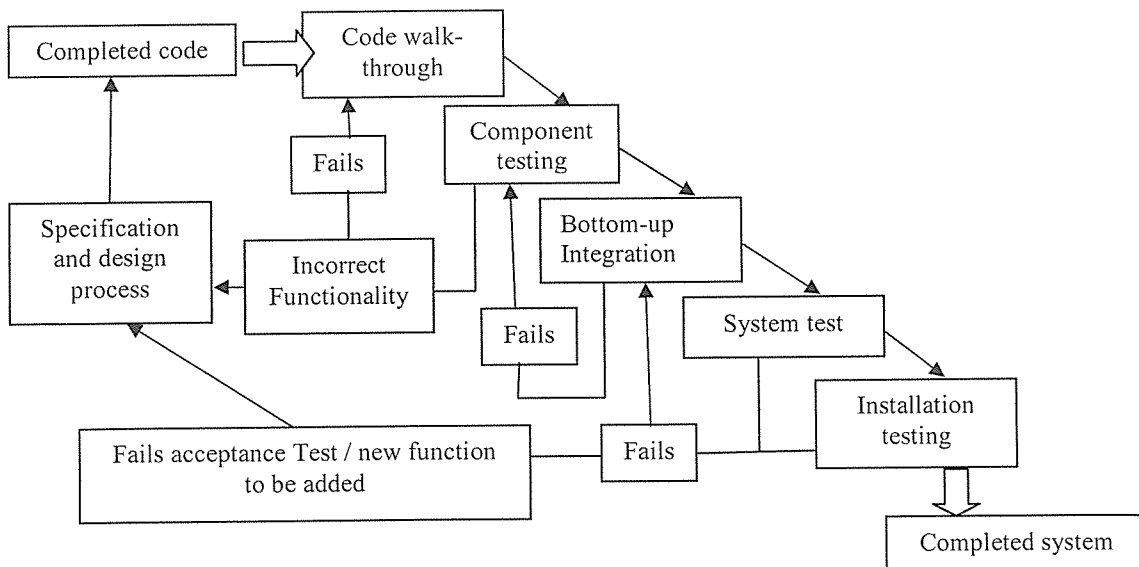 Completed code
Code walk-
through
Component
testing
Fails
Specification
and design
process
Incorrect
Functionality
Bottom-up
Integration
Fails
System test
Installation
testing
Fails acceptance Test / new function
to be added
Fails
Completed system